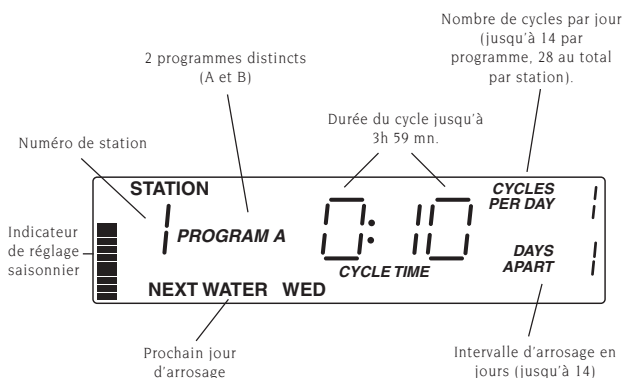 Nombre de cycles par jour
(jusqu'à 14 par
programme, 28 au total
par station).
2 programmes distincts
(A et B)
Durée du cycle jusqu'à
3h 59 mn.
Numéro de station
STATION
1
PROGRAM A
0:10
CYCLE TIME
CYCLES
PER DAY
1
DAYS
APART
1
NEXT WATER WED
Indicateur
de réglage
saisonnier
Prochain jour
d'arrosage
Intervalle d'arrosage en
jours (jusqu'à 14)